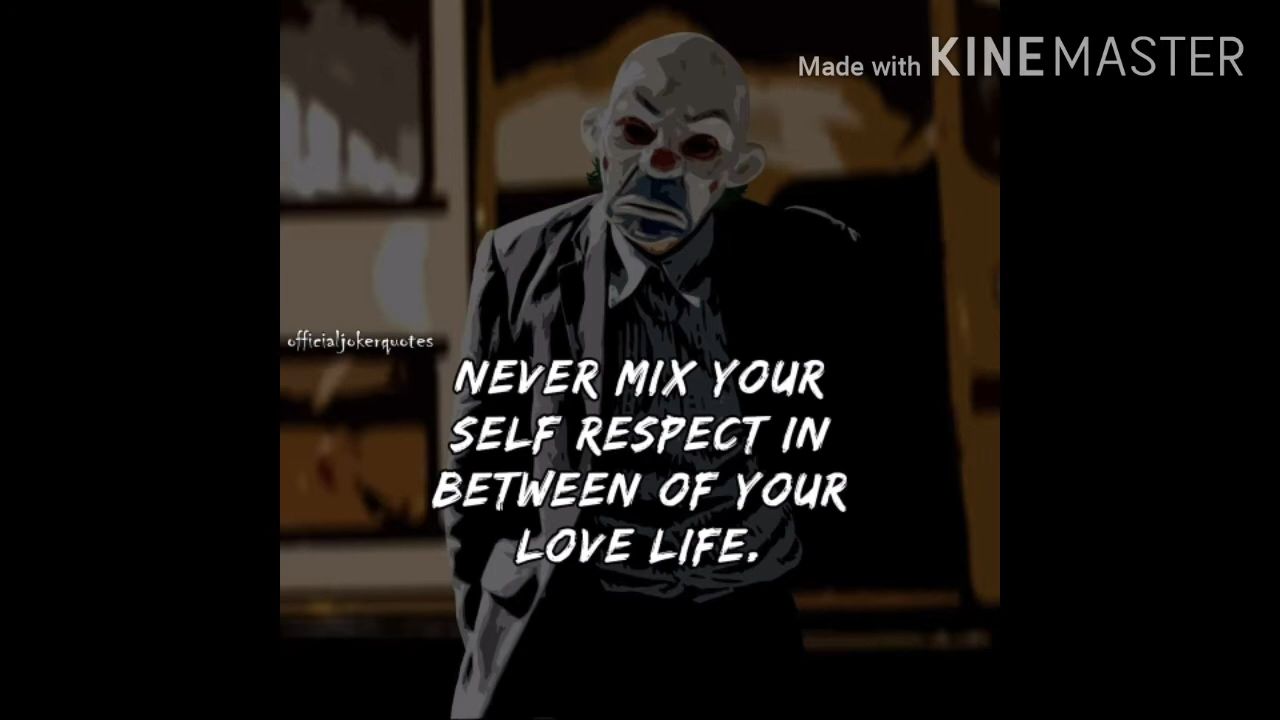 Made with KINEMASTER
officialjokerquotes
NEVER MIX YOUR
SELF RESPECT IN
BETWEEN OF YOUR
LOVE LIFE.